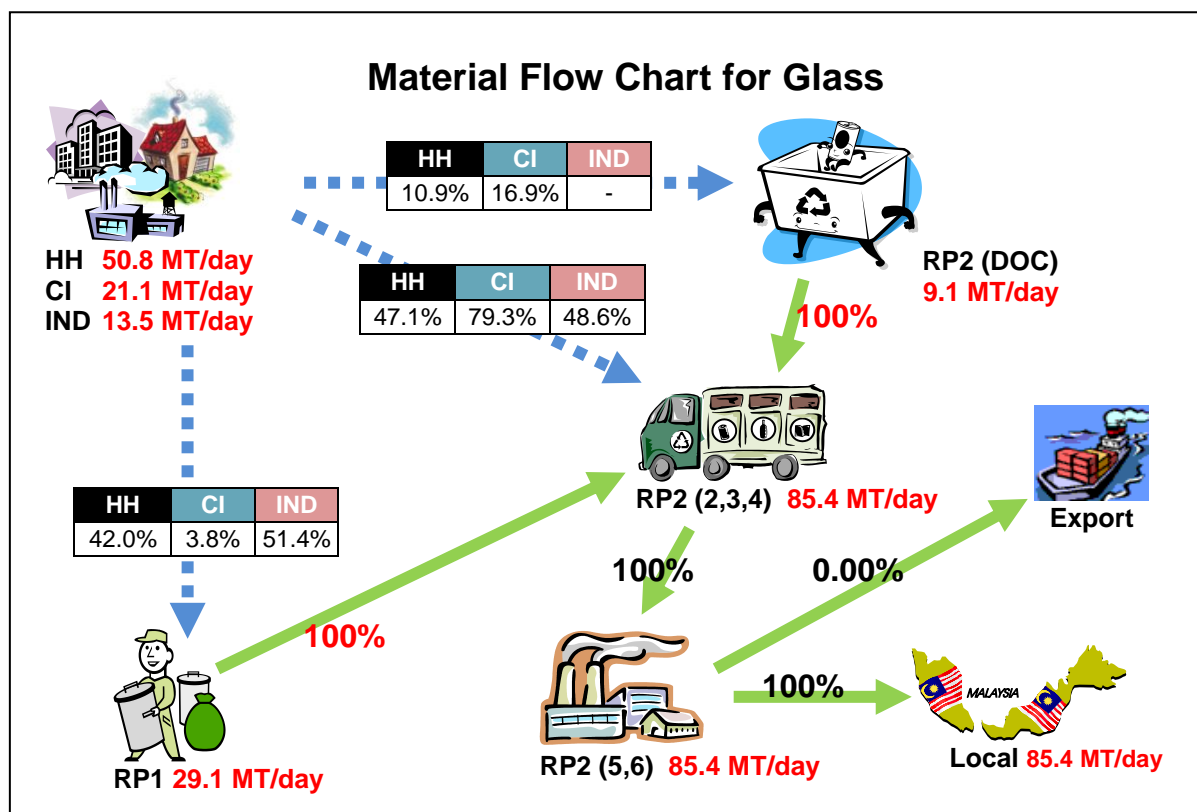 Material Flow Chart for Glass
HH CI IND
10.9% 16.9% -
HH 50.8 MT/day
CI 21.1 MT/day
IND 13.5 MT/day
RP2 (DOC)
9.1 MT/day
HH CI IND
47.1% 79.3% 48.6%
100%
RP2 (2,3,4) 85.4 MT/day
Export
HH CI IND
42.0% 3.8% 51.4%
100%
0.00%
100%
100%
MALAYSIA
RP1 29.1 MT/day
RP2 (5,6) 85.4 MT/day
Local 85.4 MT/day